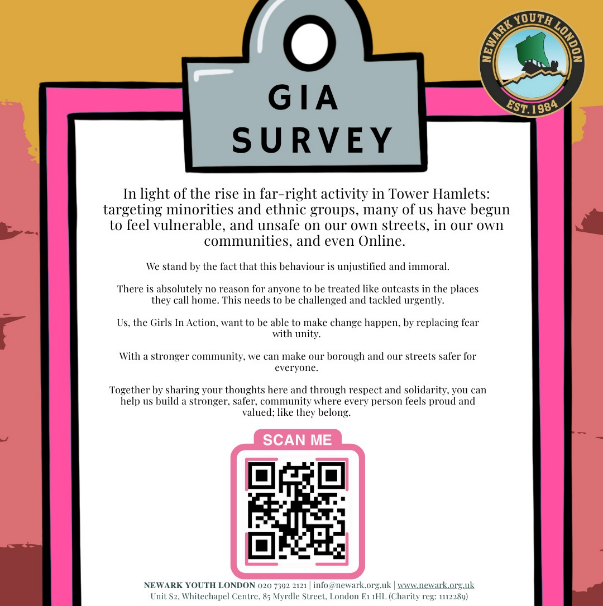 NEWARK YOUTH LONDON
EST. 1984
GIA
SURVEY
In light of the rise in far-right activity in Tower Hamlets:
targeting minorities and ethnic groups, many of us have begun
to feel vulnerable, and unsafe on our own streets, in our own
communities, and even Online.
We stand by the fact that this behaviour is unjustified and immoral.
There is absolutely no reason for anyone to be treated like outcasts in the places
they call home. This needs to be challenged and tackled urgently.
Us, the Girls In Action, want to be able to make change happen, by replacing fear
with unity.
With a stronger community, we can make our borough and our streets safer for
everyone.
Together by sharing your thoughts here and through respect and solidarity, you can
help us build a stronger, safer, community where every person feels proud and
valued; like they belong.
SCAN ME
NEWARK YOUTH LONDON 020 7392 2121 | info@newark.org.uk | www.newark.org.uk
Unit S2, Whitechapel Centre, 85 Myrdle Street, London E1 1HL (Charity reg: 1112289)